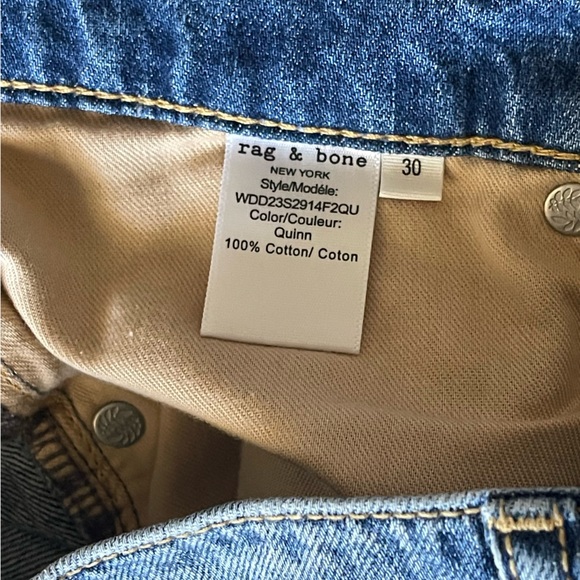 rag & bone
NEW YORK
Style/Modéle:
WDD23S2914F2QU
Color/Couleur:
Quinn
100% Cotton/ Coton
30